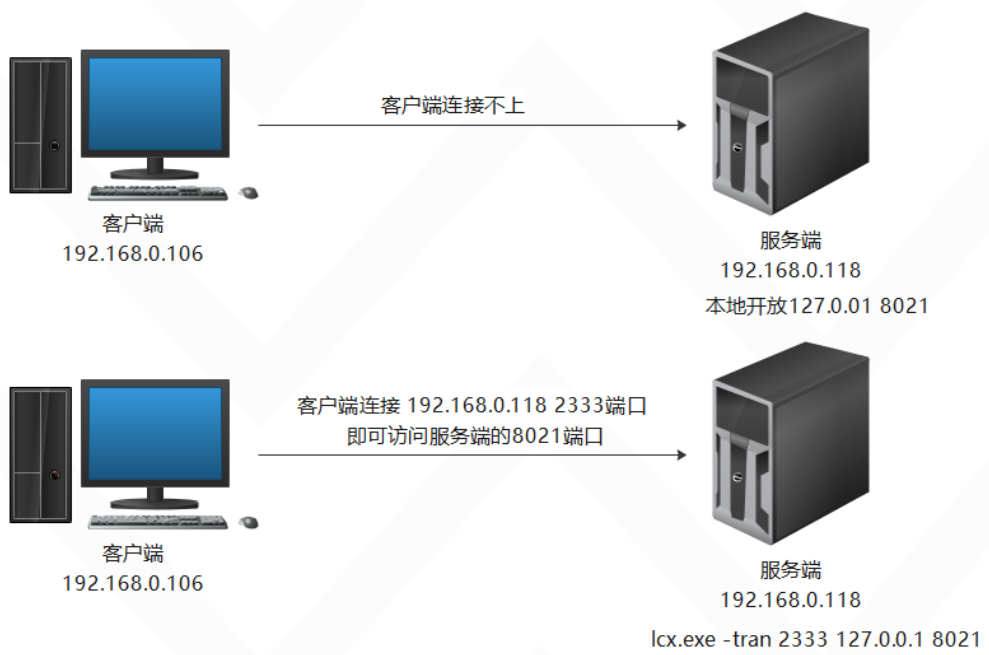 客户端连接不上
客户端
192.168.0.106
服务端
192.168.0.118
本地开放127.0.01 8021
客户端连接 192.168.0.118 2333端口
即可访问服务端的8021端口
客户端
192.168.0.106
服务端
192.168.0.118
lcx.exe -tran 2333 127.0.0.1 8021